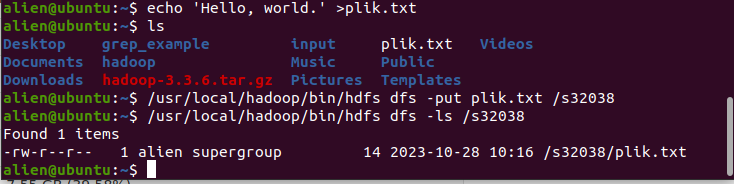 alien@ubuntu:~$ echo 'Hello, world.' >plik.txt
alien@ubuntu:~$ ls
Desktop grep_example input plik.txt Videos
Documents hadoop Music Public
Downloads hadoop-3.3.6.tar.gz Pictures Templates
alien@ubuntu:~$ /usr/local/hadoop/bin/hdfs dfs -put plik.txt /s32038
alien@ubuntu:~$ /usr/local/hadoop/bin/hdfs dfs -ls /s32038
Found 1 items
-rw-r--r-- 1 alien supergroup 14 2023-10-28 10:16 /s32038/plik.txt
alien@ubuntu:~$